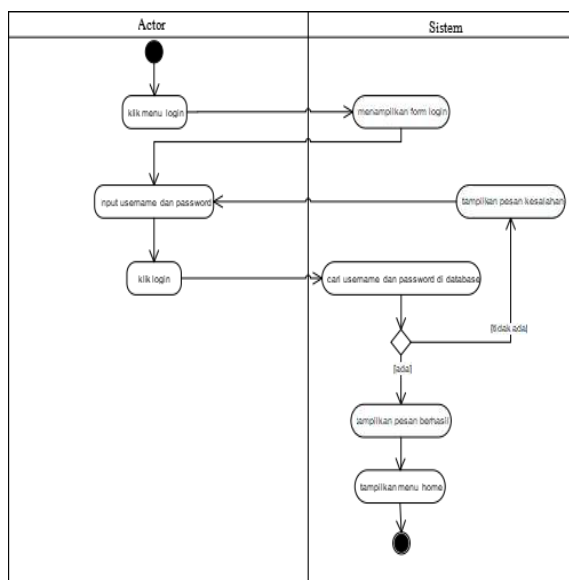 Actor
Sistem
klik menu login
menampilkan form login
nput username dan password
tampilkan pesan kesalahan
klik login
cari username dan password di database
[tidak ada]
[ada]
tampilkan pesan berhasil
tampilkan menu home